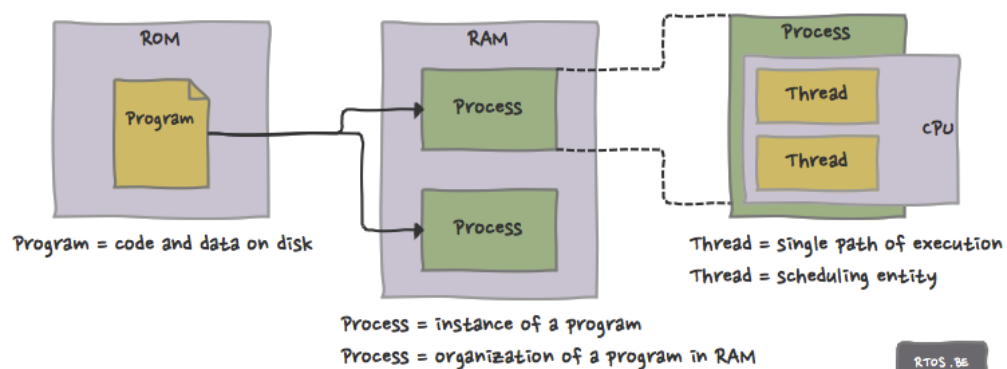 ROM
Program
Program = code and data on disk
RAM
Process
Process
Process = instance of a program
Process = organization of a program in RAM
Process
Thread
Thread
CPU
Thread = single path of execution
Thread = scheduling entity
RTOS.BE